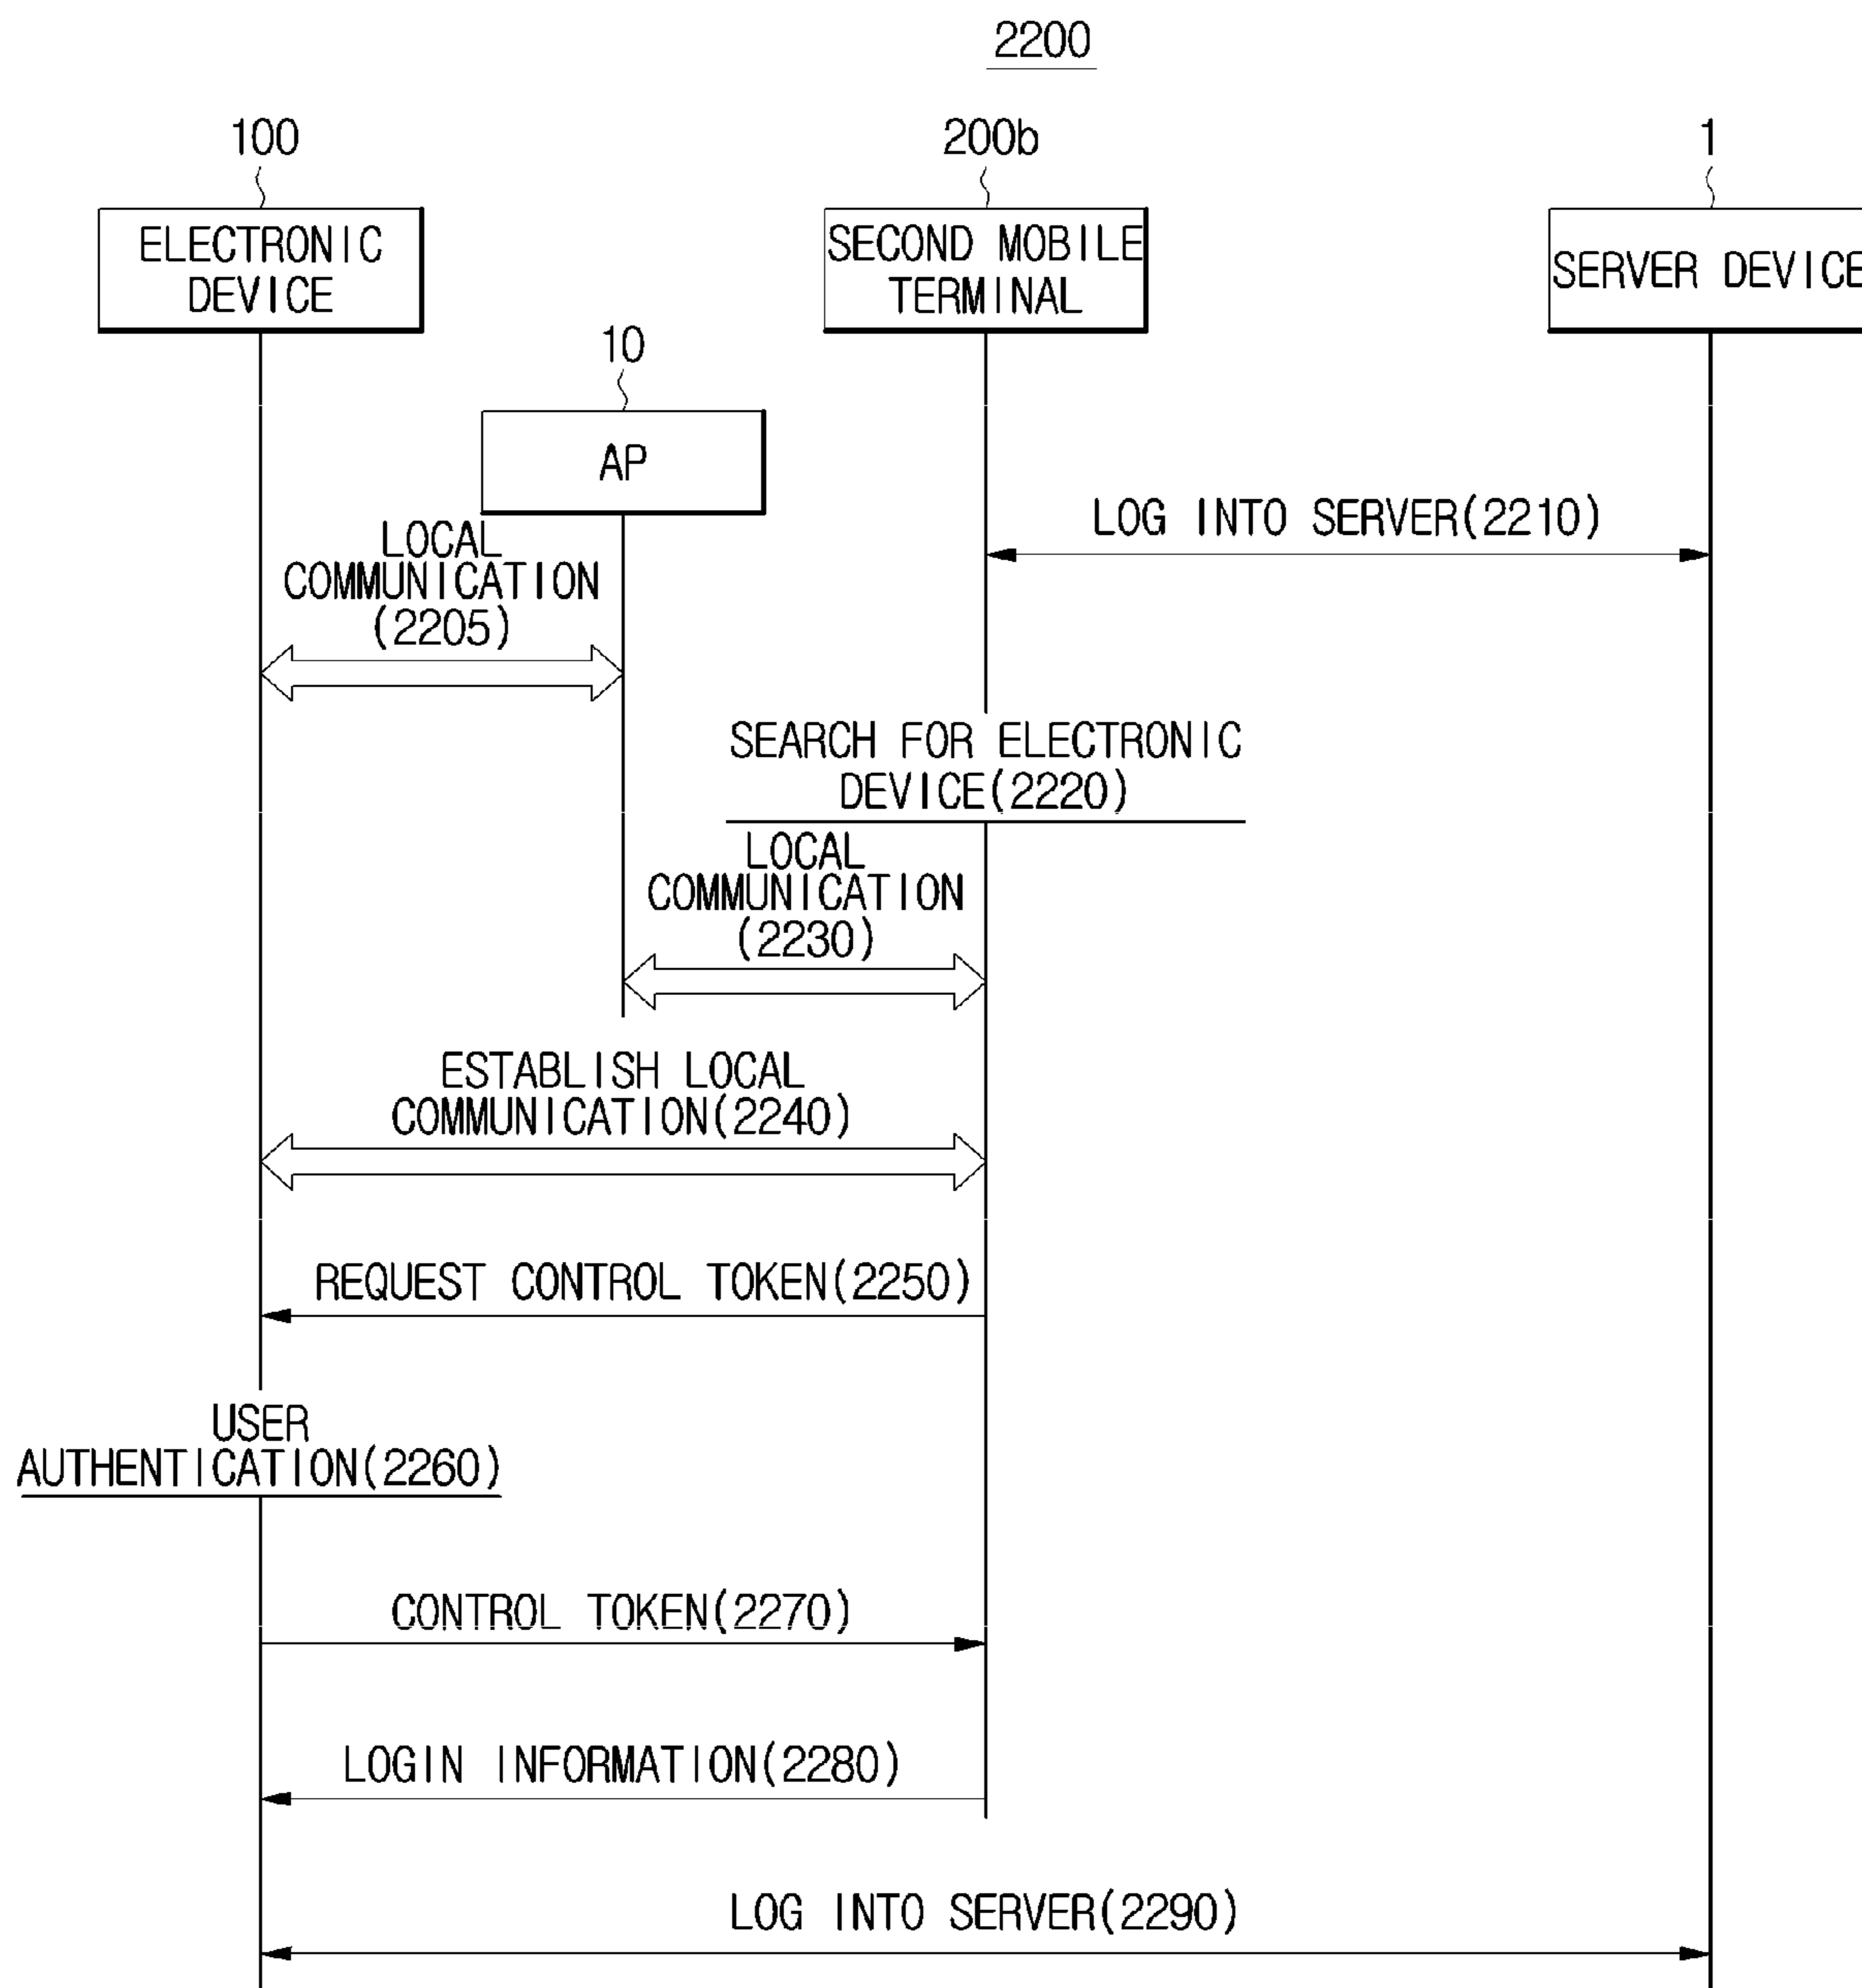 2200
100
200b
1
ELECTRONIC
DEVICE
SECOND MOBILE
TERMINAL
SERVER DEVICE
10
AP
LOG INTO SERVER(2210)
LOCAL
COMMUNICATION
(2205)
SEARCH FOR ELECTRONIC
DEVICE(2220)
LOCAL
COMMUNICATION
(2230)
ESTABLISH LOCAL
COMMUNICATION(2240)
REQUEST CONTROL TOKEN(2250)
USER
AUTHENTICATION(2260)
CONTROL TOKEN(2270)
LOGIN INFORMATION(2280)
LOG INTO SERVER(2290)